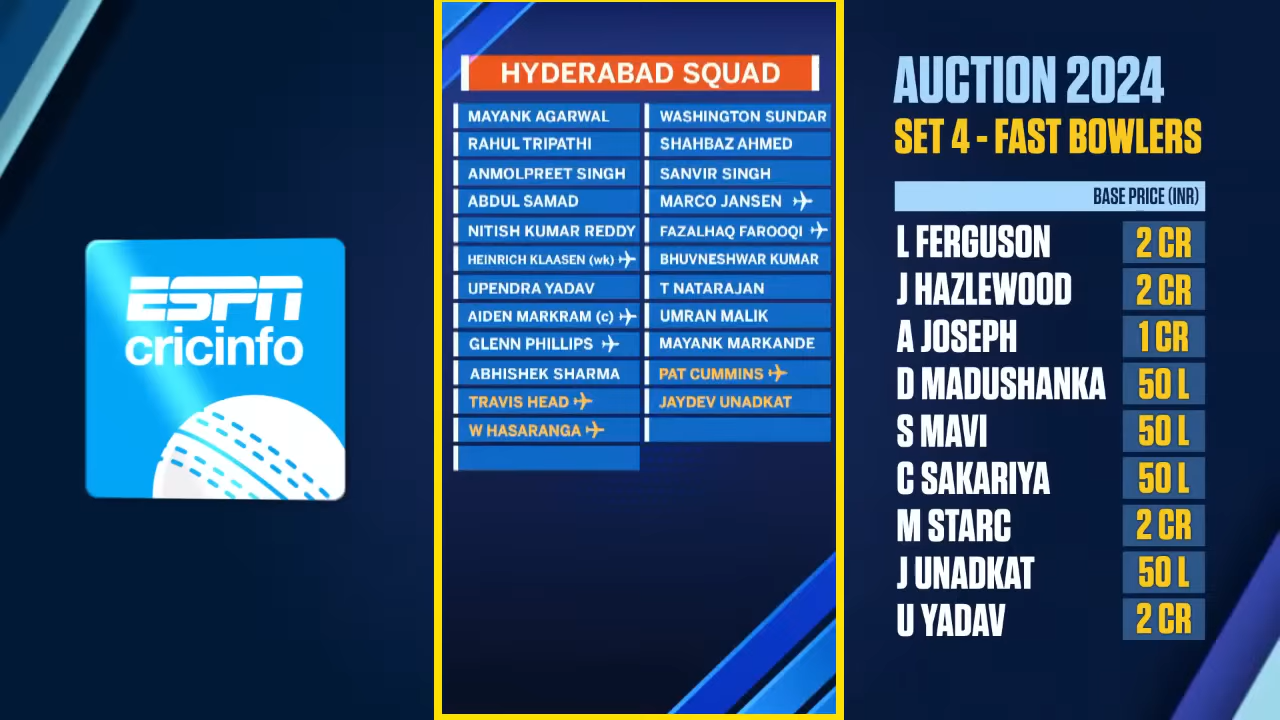 ESPN
cricinfo
HYDERABAD SQUAD
MAYANK AGARWAL
RAHUL TRIPATHI
ANMOLPREET SINGH
ABDUL SAMAD
NITISH KUMAR REDDY
HEINRICH KLAASEN (wk)
UPENDRA YADAV
AIDEN MARKRAM (c)
GLENN PHILLIPS
ABHISHEK SHARMA
TRAVIS HEAD
W HASARANGA
WASHINGTON SUNDAR
SHAHBAZ AHMED
SANVIR SINGH
MARCO JANSEN
FAZALHAQ FAROOQI
BHUVNESHWAR KUMAR
T NATARAJAN
UMRAN MALIK
MAYANK MARKANDE
PAT CUMMINS
JAYDEV UNADKAT
AUCTION 2024
SET 4 - FAST BOWLERS
BASE PRICE (INR)
L FERGUSON 2 CR
J HAZLEWOOD 2 CR
A JOSEPH 1 CR
D MADUSHANKA 50 L
S MAVI 50 L
C SAKARIYA 50 L
M STARC 2 CR
J UNADKAT 50 L
U YADAV 2 CR